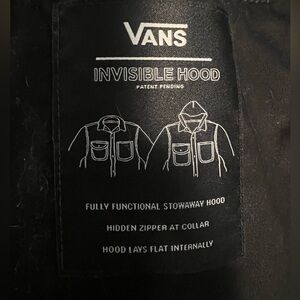 VANS
INVISIBLE HOOD
PATENT PENDING
FULLY FUNCTIONAL STOWAWAY HOOD
HIDDEN ZIPPER AT COLLAR
HOOD LAYS FLAT INTERNALLY